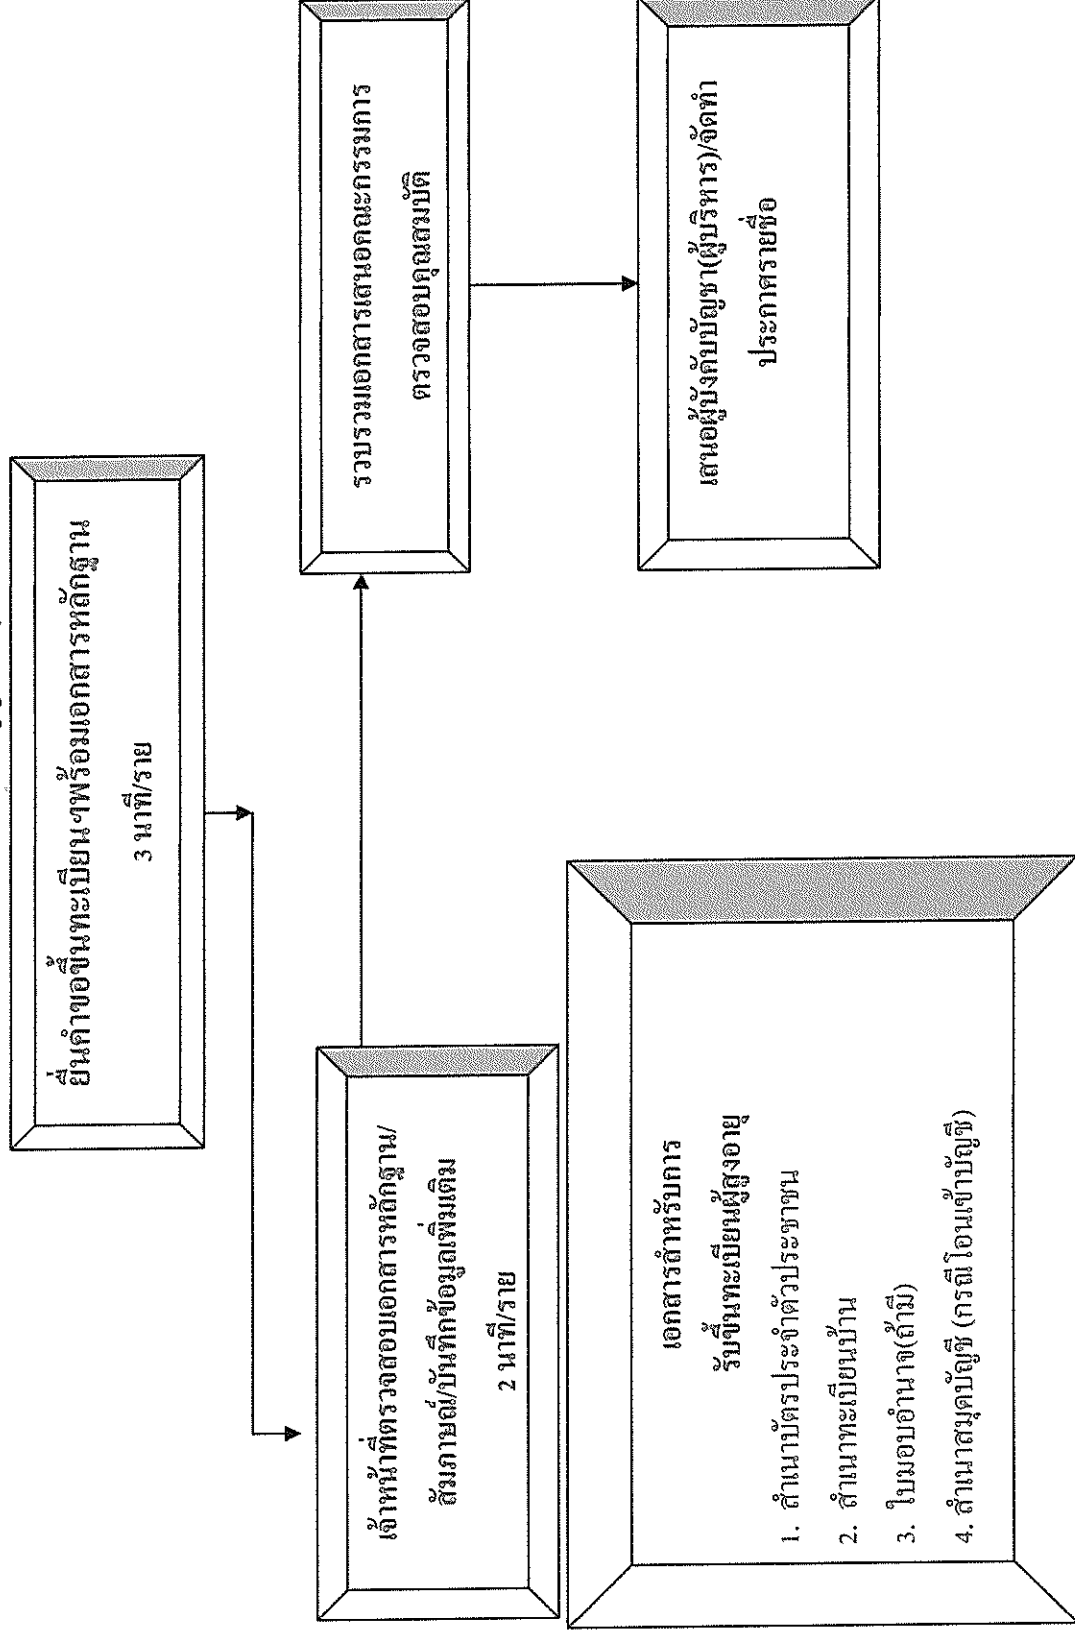 ยื่นคำขอขึ้นทะเบียนฯพร้อมเอกสารหลักฐาน
3 นาที/ราย
เจ้าหน้าที่ตรวจสอบเอกสารหลักฐาน/
สัมภาษณ์/บันทึกข้อมูลเพิ่มเติม
2 นาที/ราย
รวบรวมเอกสารเสนอคณะกรรมการ
ตรวจสอบคุณสมบัติ
เสนอผู้บังคับบัญชา(ผู้บริหาร)/จัดทำ
ประกาศรายชื่อ
เอกสารสำหรับการ
รับขึ้นทะเบียนผู้สูงอายุ
1. สำเนาบัตรประจำตัวประชาชน
2. สำเนาทะเบียนบ้าน
3. ใบมอบอำนาจ(ถ้ามี)
4. สำเนาสมุดบัญชี (กรณีโอนเข้าบัญชี)